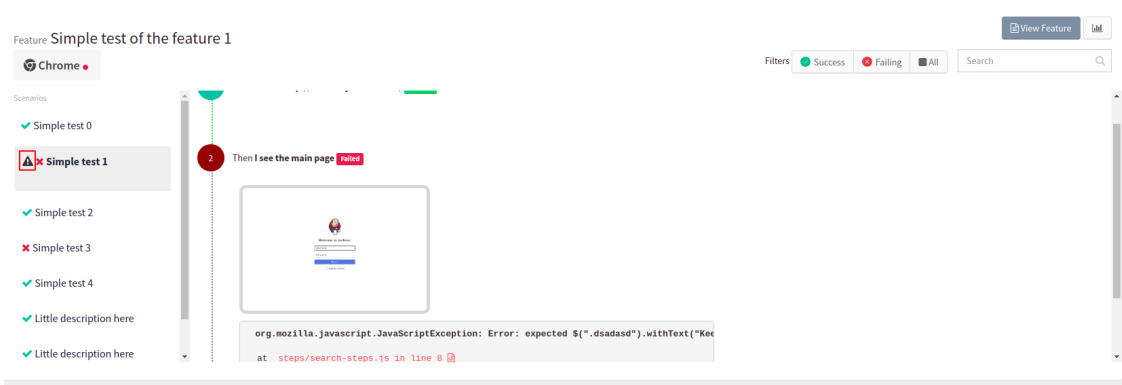 View Feature
Feature Simple test of the feature 1
Chrome
Filters Success Failing All Search
Scenarios
Simple test 0
Simple test 1
2 Then I see the main page Failed
Simple test 2
Welcome to Jenkins!
Simple test 3
Simple test 4
Little description here
org.mozilla.javascript.JavaScriptException: Error: expected $(".dsadasd").withText("Kee
Little description here
at steps/search-steps.js in line 8